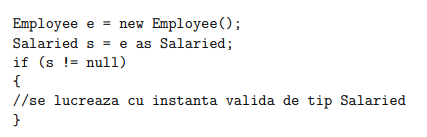 Employee e = new Employee();
Salaried s = e as Salaried;
if (s != null)
{
//se lucreaza cu instanta valida de tip Salaried
}